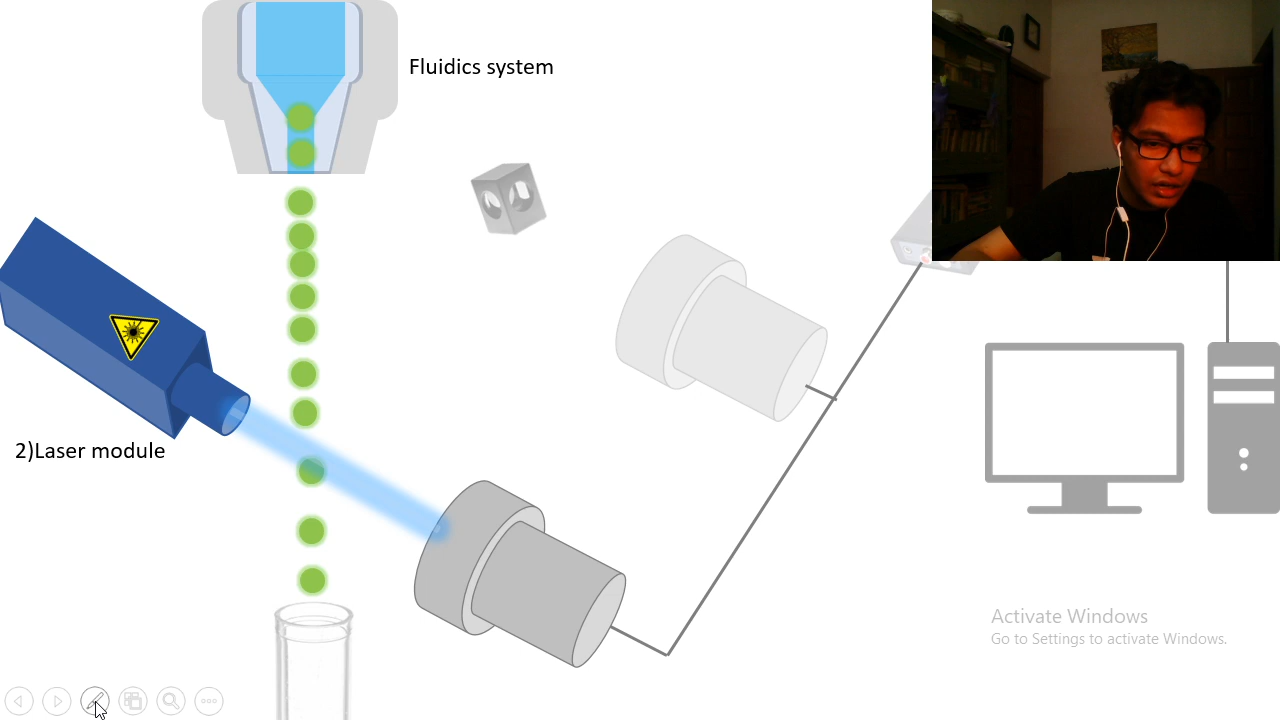 Fluidics system
2)Laser module
Activate Windows
Go to Settings to activate Windows.